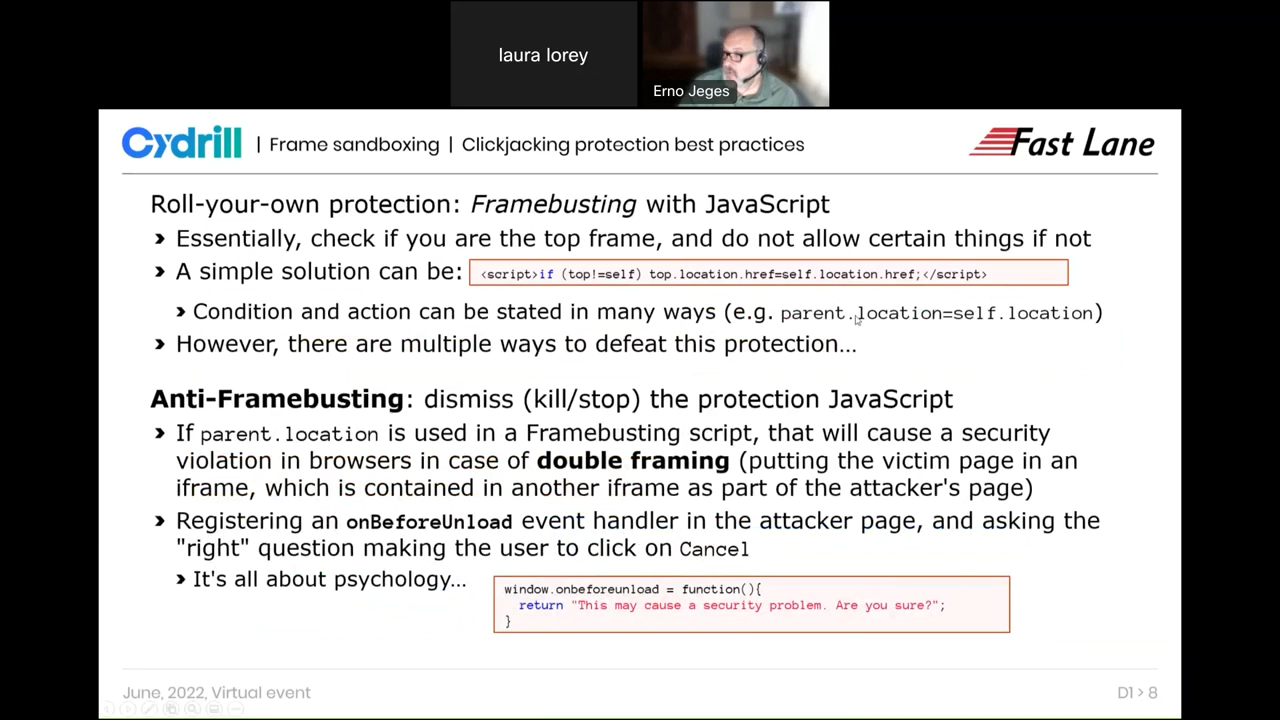 laura lorey
Erno Jeges
Cydrill | Frame sandboxing | Clickjacking protection best practices
Fast Lane
Roll-your-own protection: Framebusting with JavaScript
Essentially, check if you are the top frame, and do not allow certain things if not
A simple solution can be: <script>if (top!=self) top.location.href=self.location.href;</script>
Condition and action can be stated in many ways (e.g. parent.location=self.location)
However, there are multiple ways to defeat this protection…
Anti-Framebusting: dismiss (kill/stop) the protection JavaScript
If parent.location is used in a Framebusting script, that will cause a security
violation in browsers in case of double framing (putting the victim page in an
iframe, which is contained in another iframe as part of the attacker's page)
Registering an onBeforeUnload event handler in the attacker page, and asking the
"right" question making the user to click on Cancel
It's all about psychology…
window.onbeforeunload = function(){
return "This may cause a security problem. Are you sure?";
}
June, 2022, Virtual event
D1 > 8